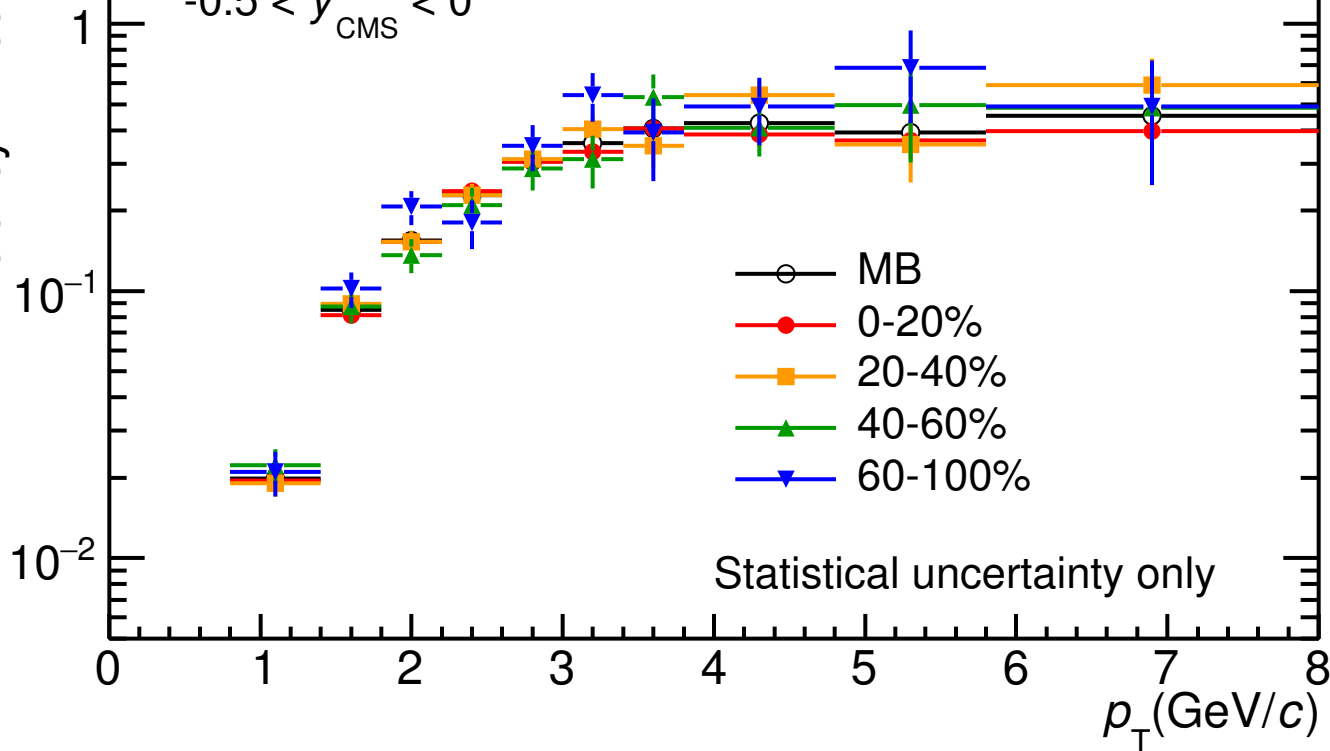 -0.5 < y CMS < 0
1
10⁻¹
10⁻²
MB
0-20%
20-40%
40-60%
60-100%
Statistical uncertainty only
0 1 2 3 4 5 6 7 8
p_T(GeV/c)